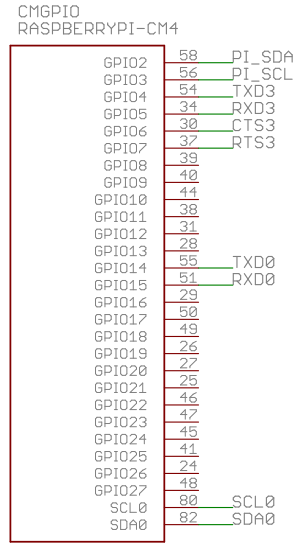 CMGPIO
RASPBERRYPI-CM4
GPIO2 58 PI_SDA
GPIO3 56 PI_SCL
GPIO4 54 TXD3
GPIO5 34 RXD3
GPIO6 30 CTS3
GPIO7 37 RTS3
GPIO8 39
GPIO9 40
GPIO10 44
GPIO11 38
GPIO12 31
GPIO13 28
GPIO14 55 TXD0
GPIO15 51 RXD0
GPIO16 29
GPIO17 50
GPIO18 49
GPIO19 26
GPIO20 27
GPIO21 25
GPIO22 46
GPIO23 47
GPIO24 45
GPIO25 41
GPIO26 24
GPIO27 48
SCL0 80 SCL0
SDA0 82 SDA0